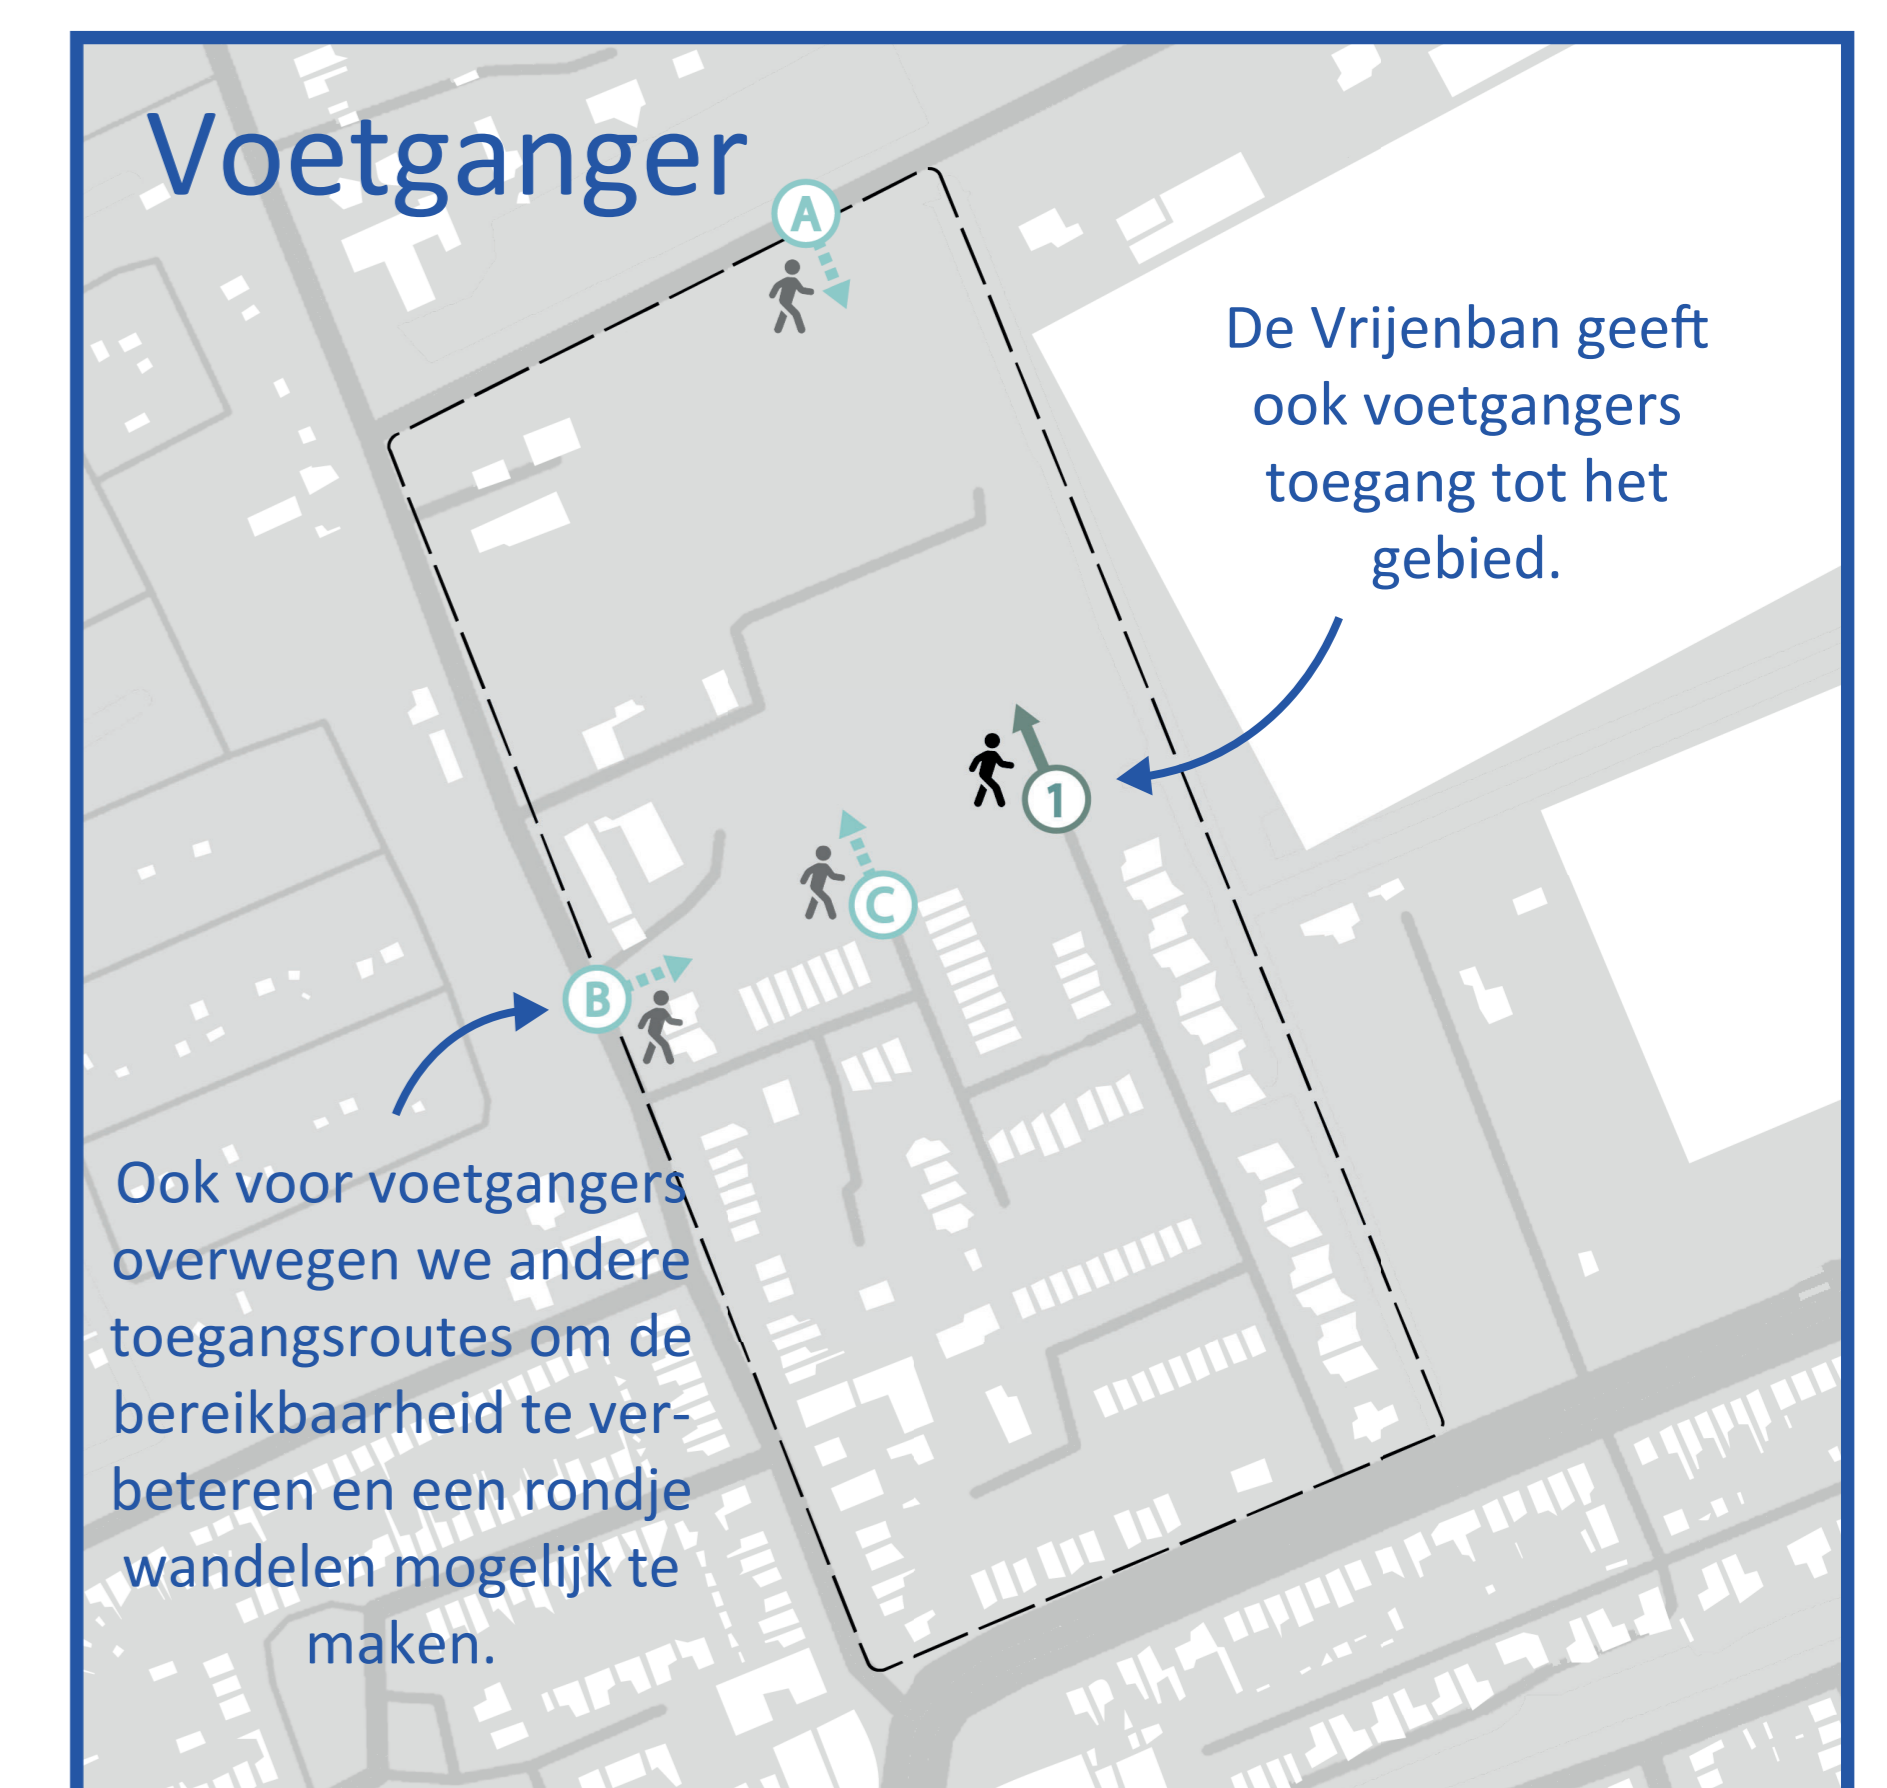 Voetganger
A
De Vrijenban geeft
ook voetgangers
toegang tot het
gebied.
1
C
B
Ook voor voetgangers
overwegen we andere
toegangsroutes om de
bereikbaarheid te ver-
beteren en een rondje
wandelen mogelijk te
maken.